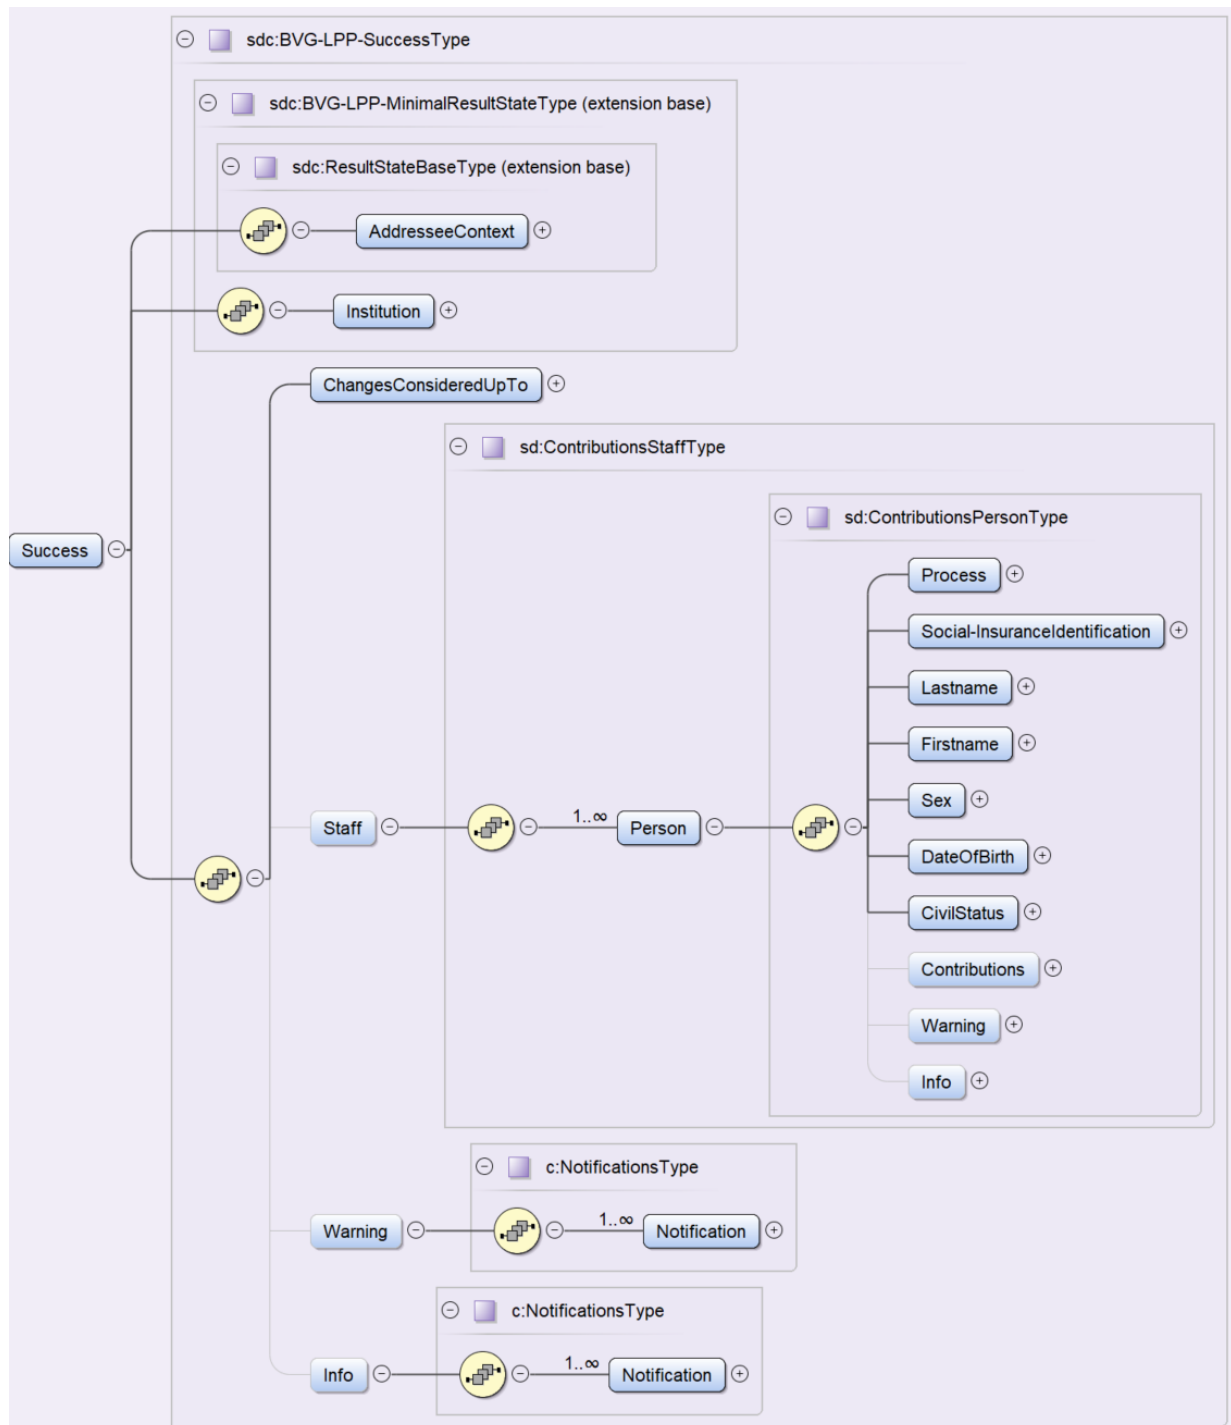 sdc:BVG-LPP-SuccessType
sdc:BVG-LPP-MinimalResultStateType (extension base)
sdc:ResultStateBaseType (extension base)
AddresseeContext
Institution
ChangesConsideredUpTo
sd:ContributionsStaffType
sd:ContributionsPersonType
Success
Process
Social-InsuranceIdentification
Lastname
Firstname
Sex
Staff
1..∞
Person
DateOfBirth
CivilStatus
Contributions
Warning
Info
c:NotificationsType
Warning
1..∞
Notification
c:NotificationsType
Info
1..∞
Notification